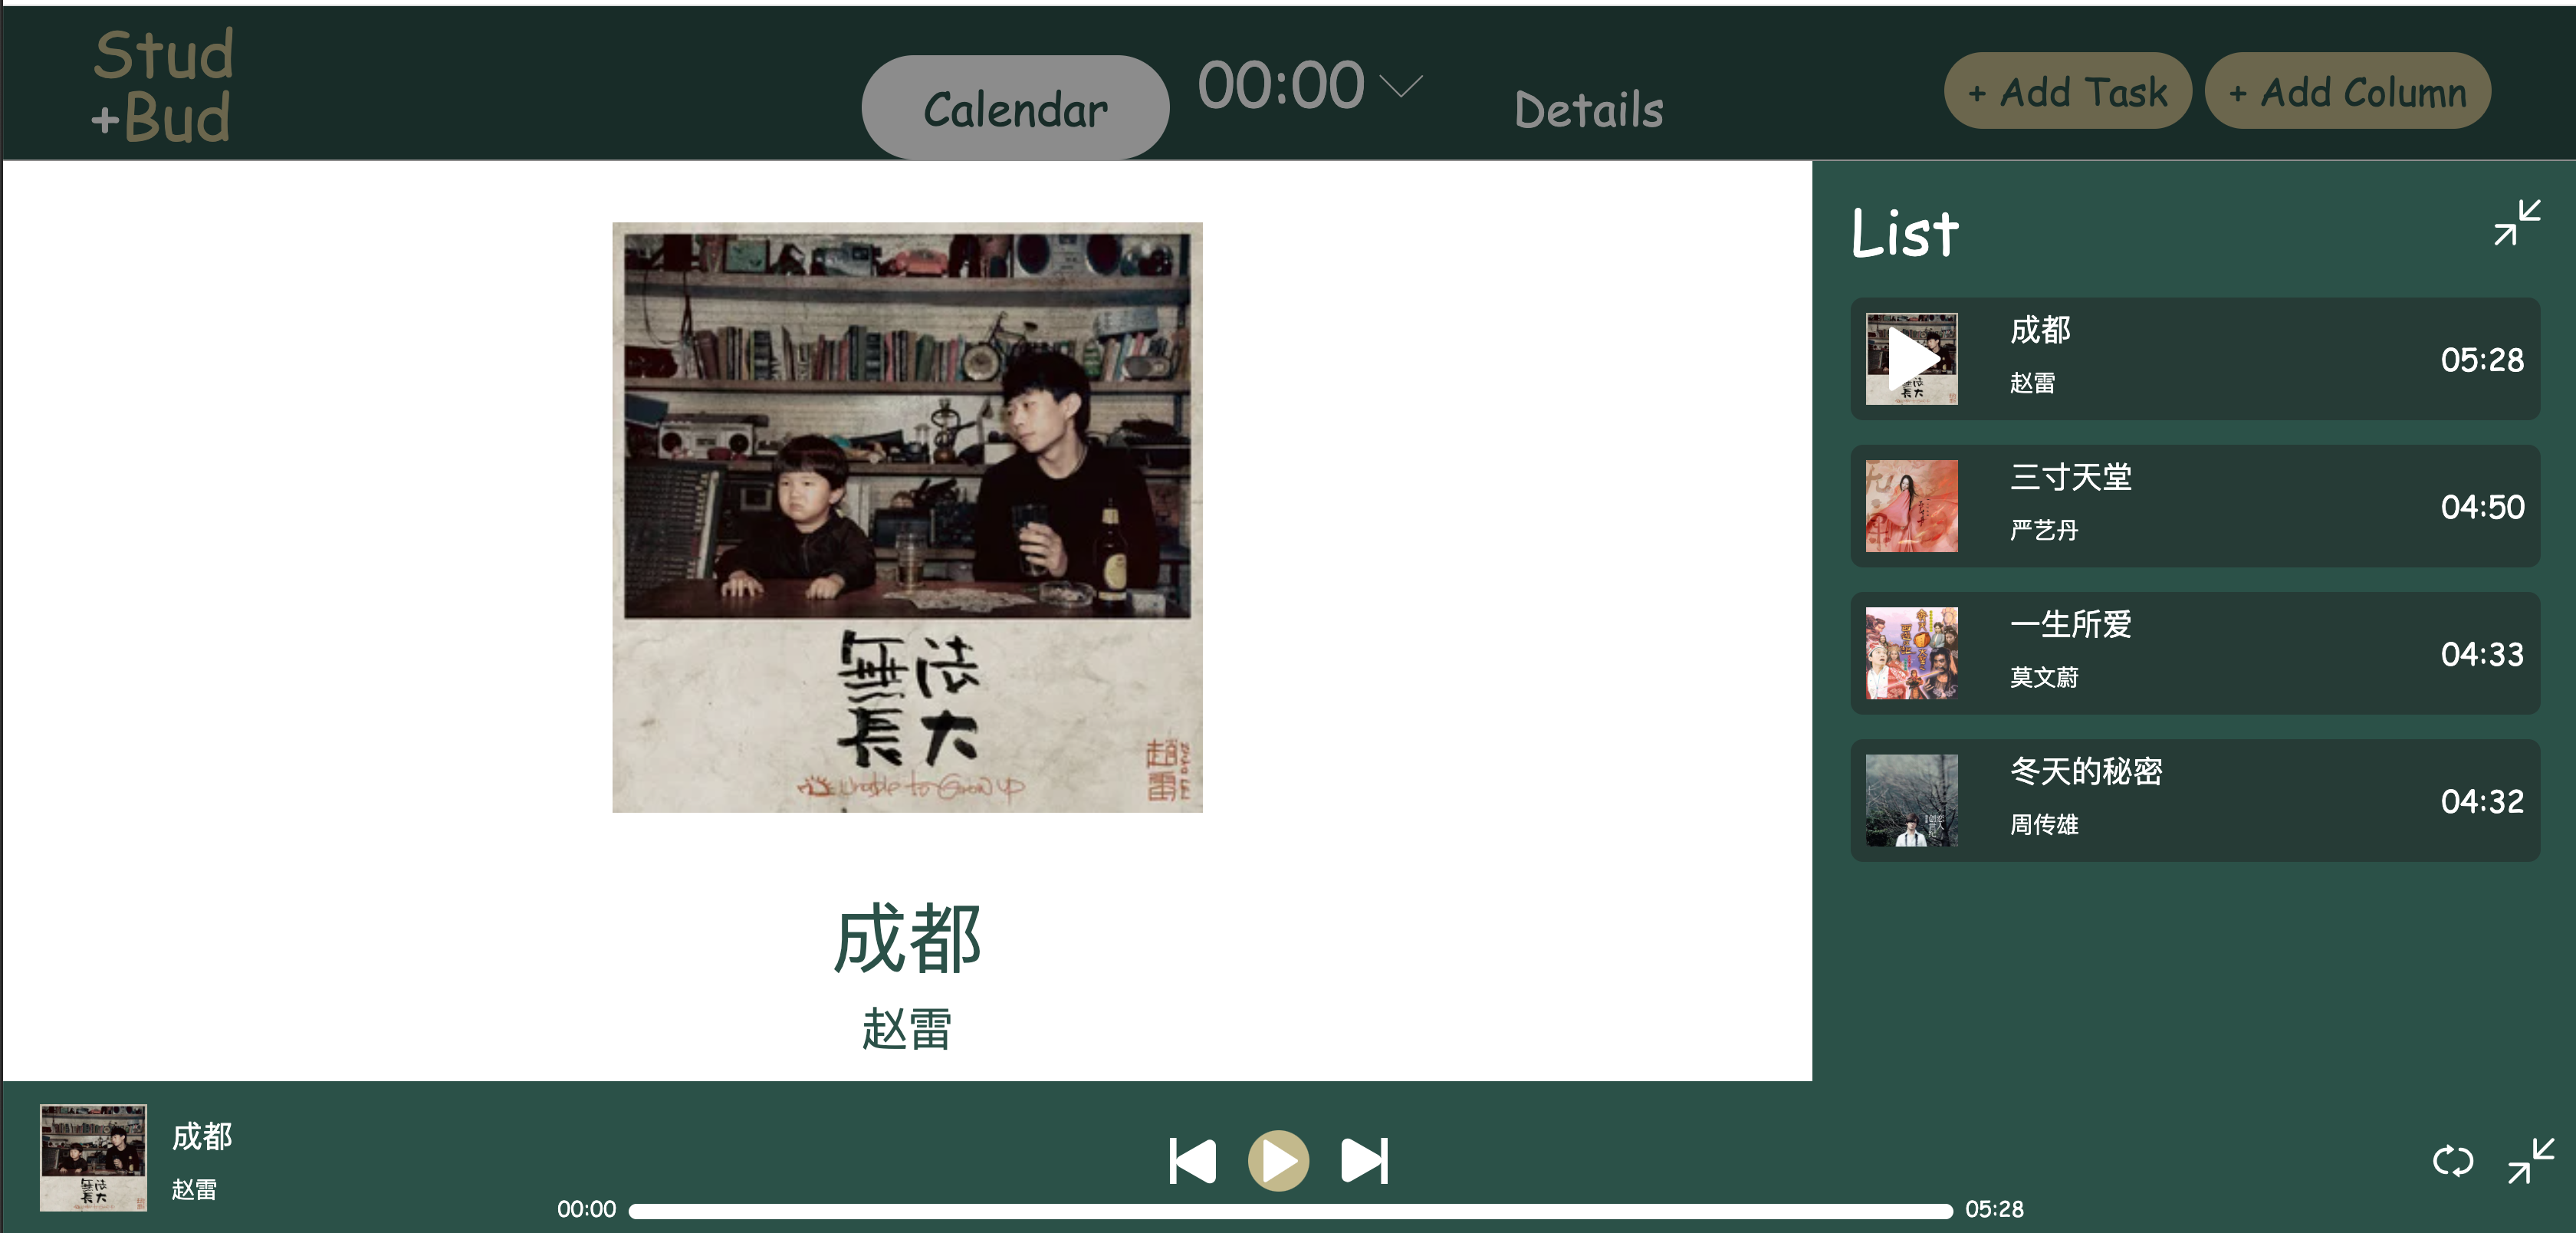 Stud
+Bud
Calendar
00:00
Details
+ Add Task
+ Add Column
無法
長大
Unable to Grow up
趙雷
成都
赵雷
List
成都
赵雷
05:28
三寸天堂
严艺丹
04:50
一生所爱
莫文蔚
04:33
冬天的秘密
周传雄
04:32
成都
赵雷
00:00
05:28